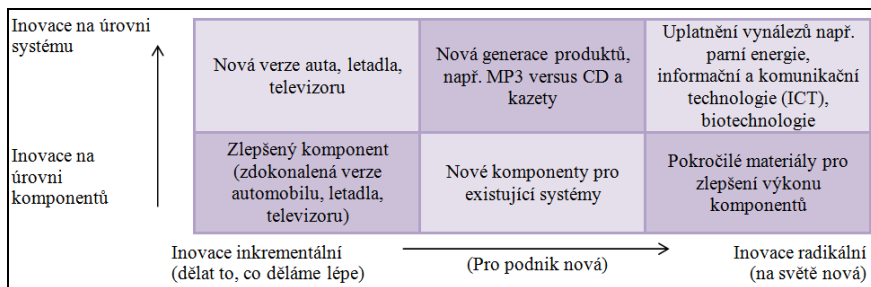 Inovace na úrovni
systému
Nová verze auta, letadla,
televizoru
Nová generace produktů,
např. MP3 versus CD a
kazety
Uplatnění vynálezů např.
parní energie,
informační a komunikační
technologie (ICT),
biotechnologie
Inovace na
úrovni
komponentů
Zlepšený komponent
(zdokonalená verze
automobilu, letadla,
televizoru)
Nové komponenty pro
existující systémy
Pokročilé materiály pro
zlepšení výkonu
komponentů
Inovace inkrementální
(dělat to, co děláme lépe)
(Pro podnik nová)
Inovace radikální
(na světě nová)